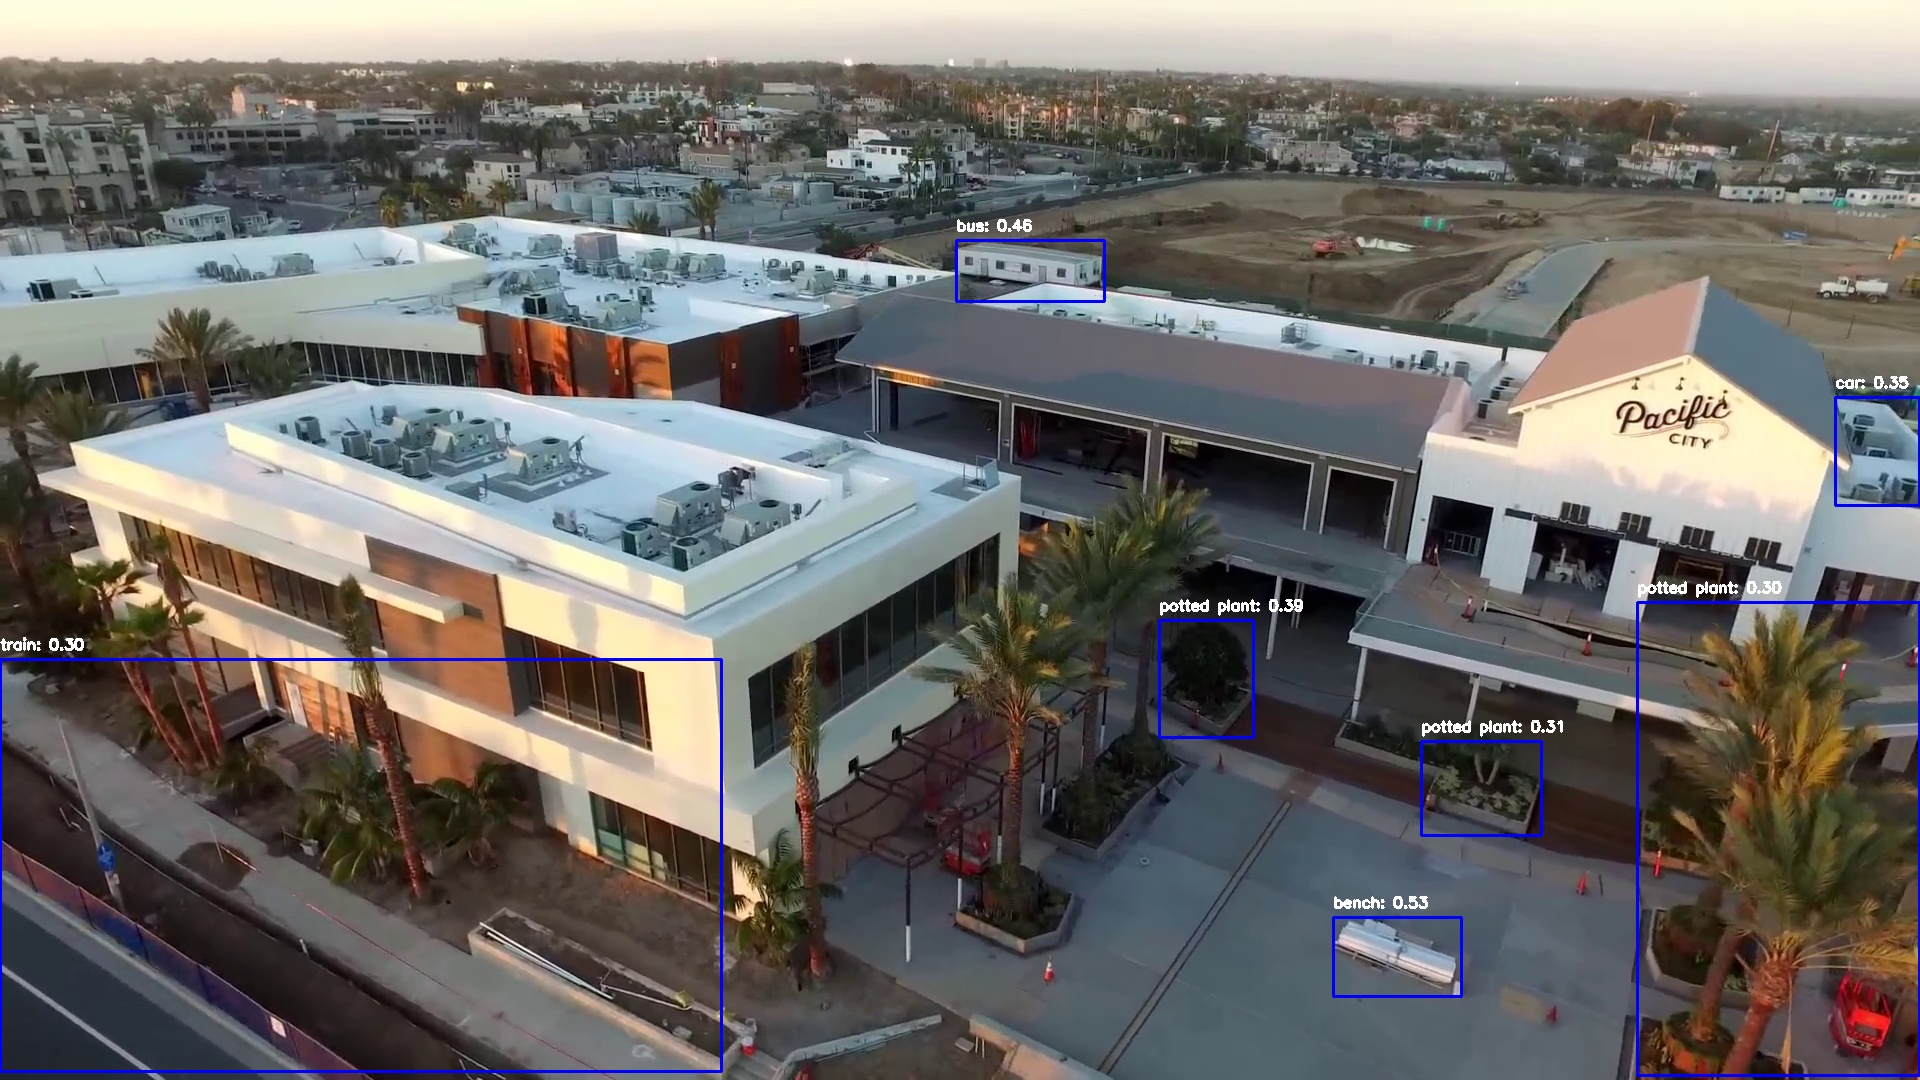 bus: 0.46
car: 0.35
Pacific
CITY
potted plant: 0.30
potted plant: 0.39
train: 0.30
potted plant: 0.31
bench: 0.53